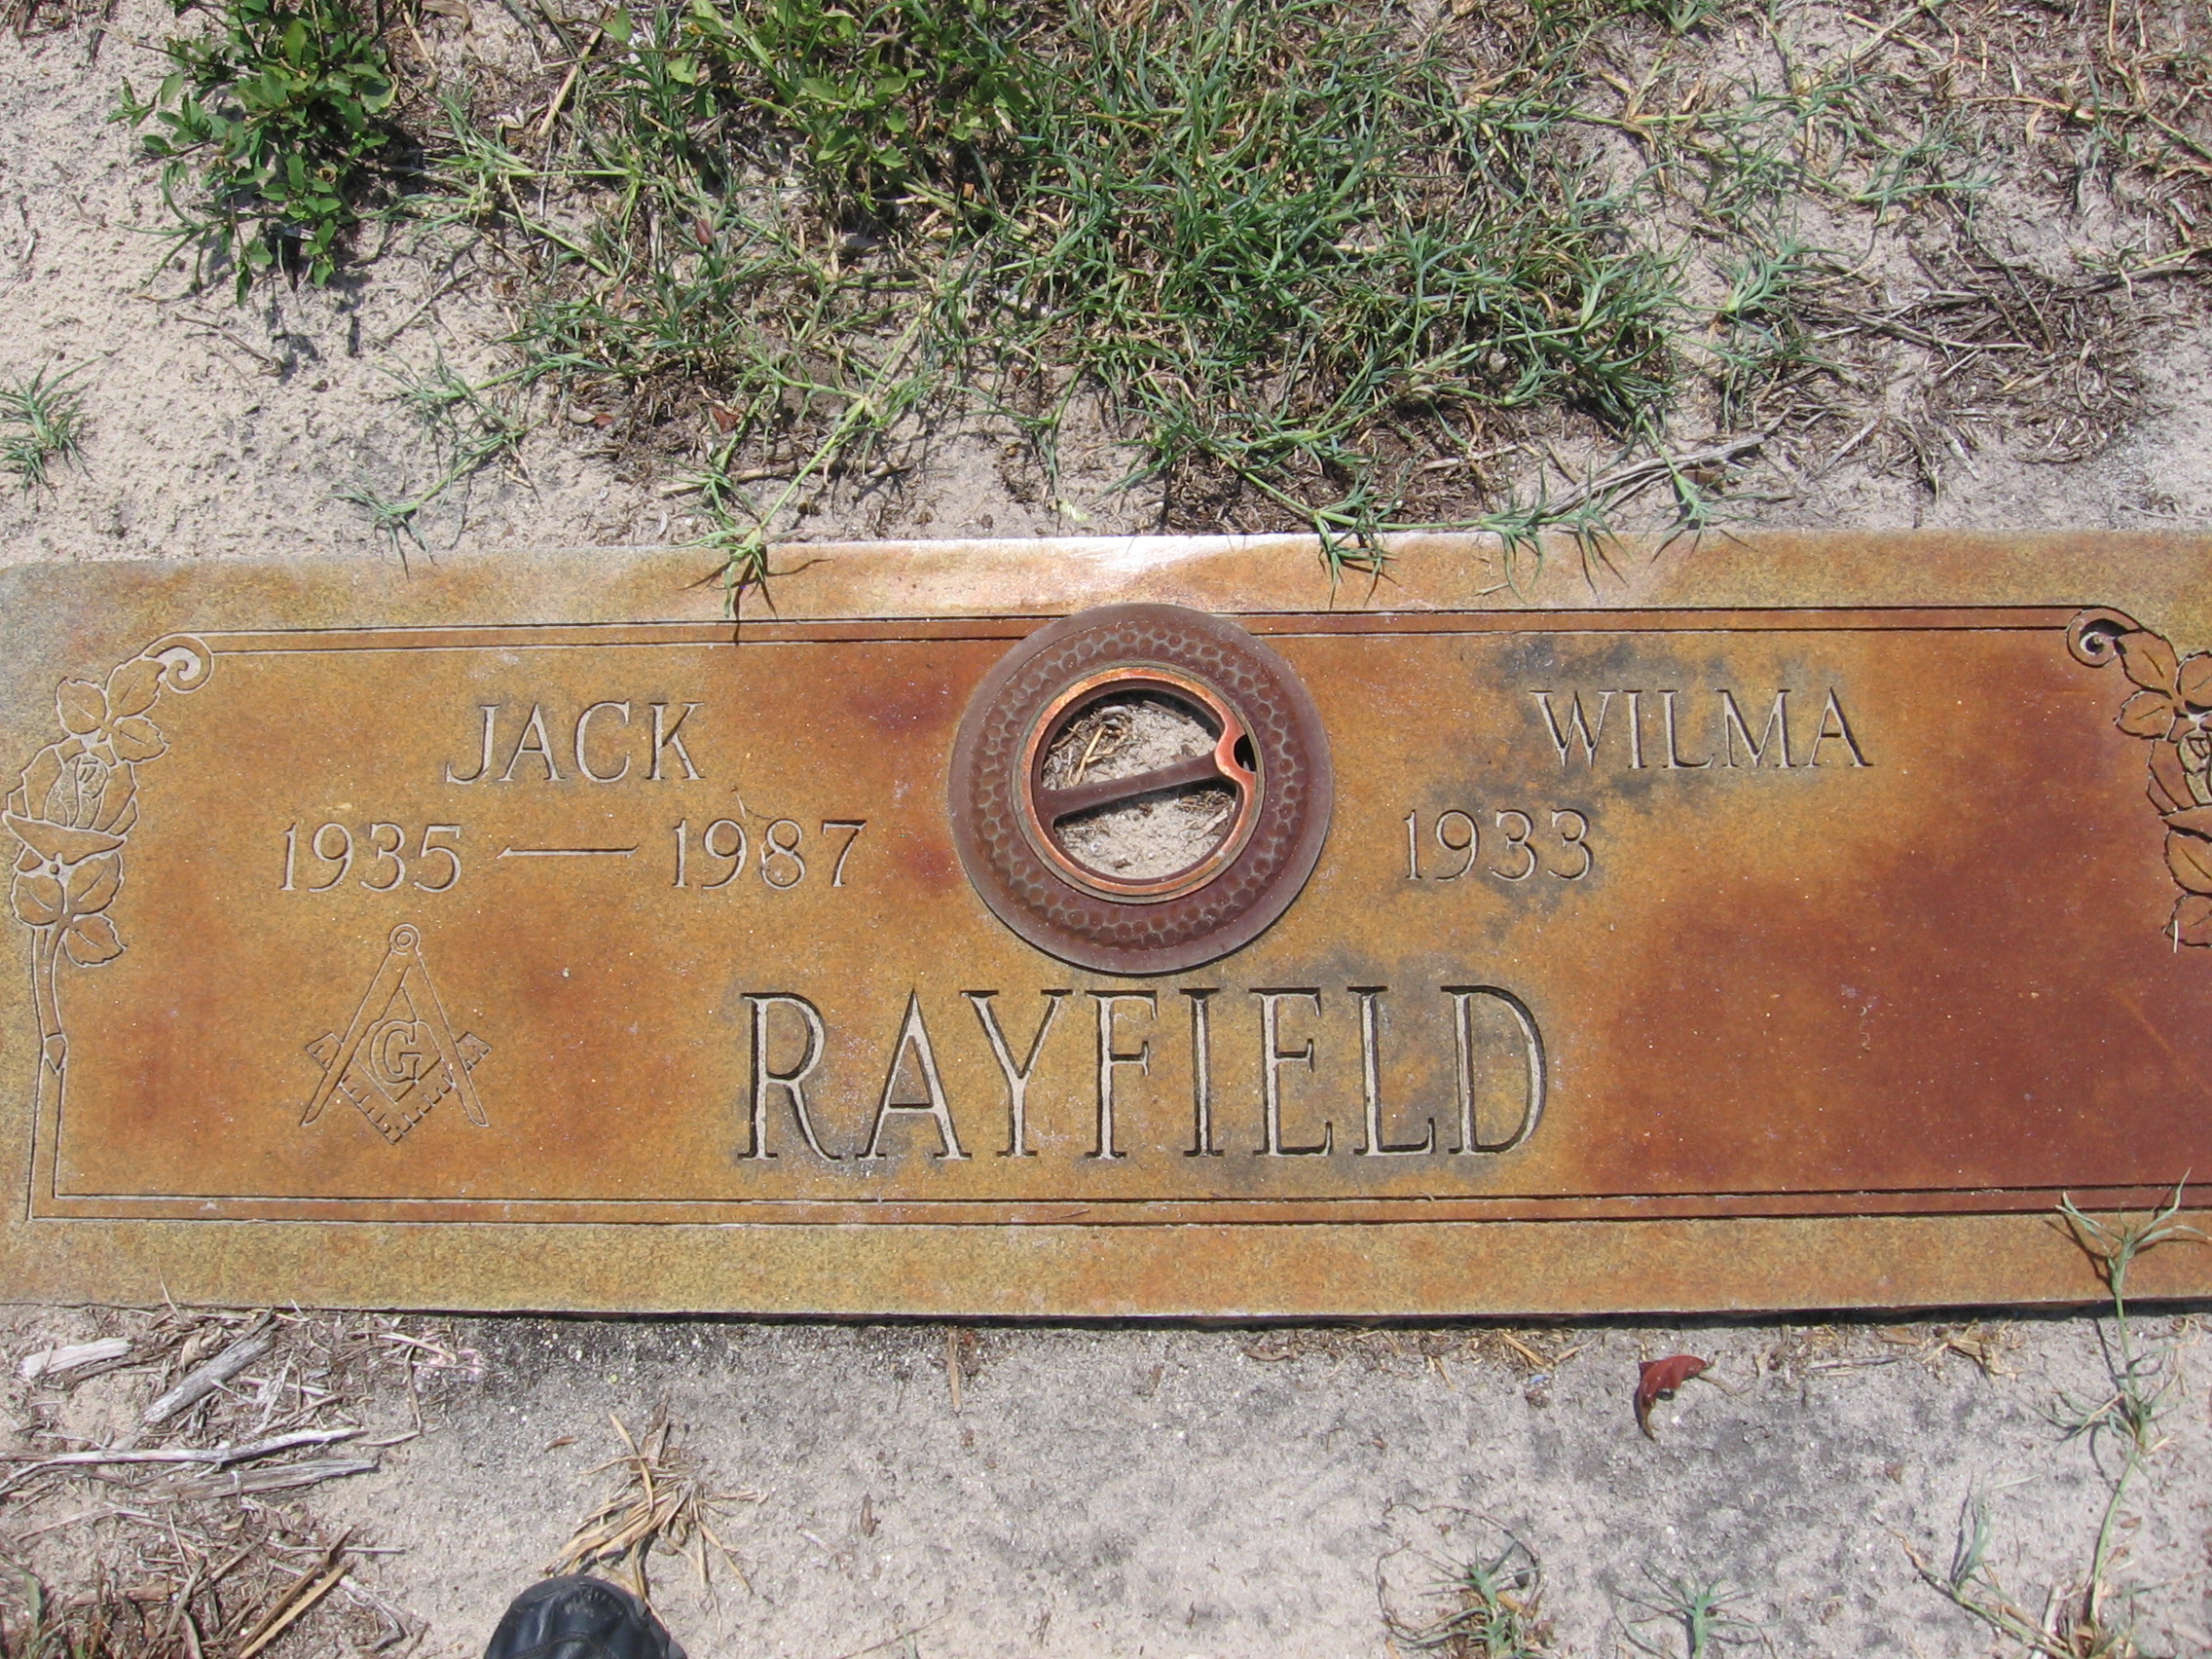 JACK
1935 — 1987
WILMA
1933
G
RAYFIELD